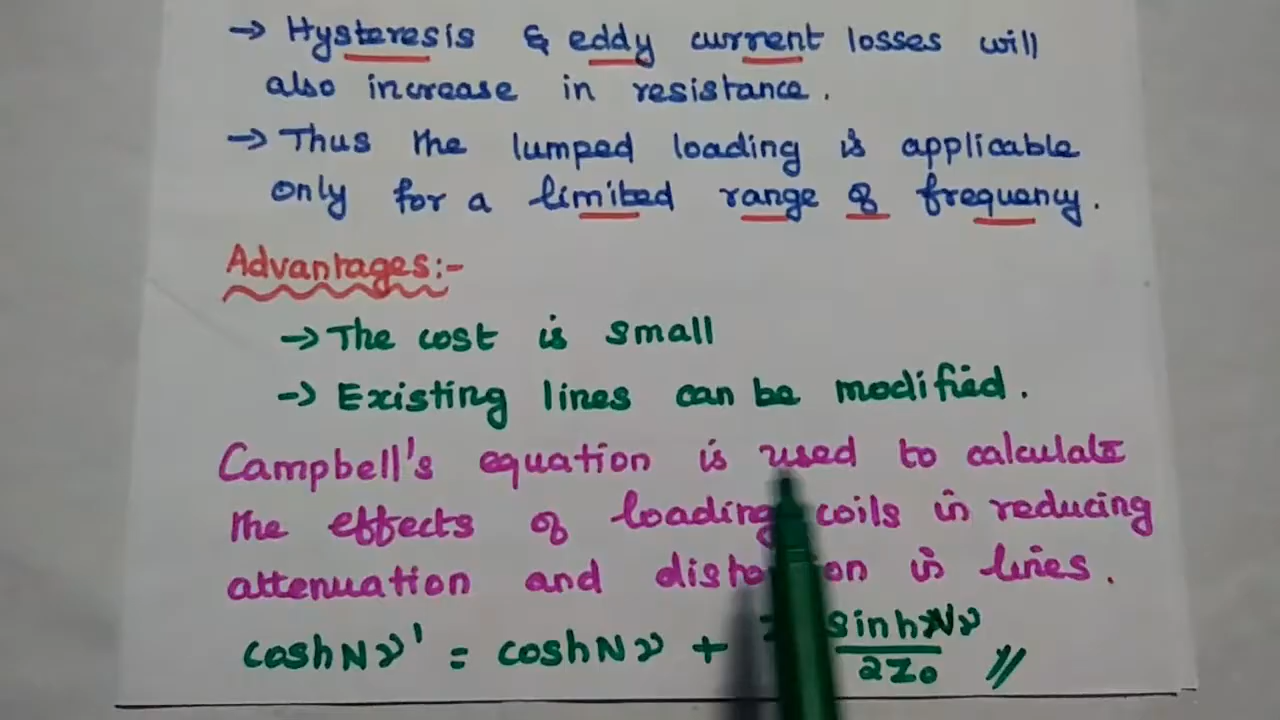 → Hysteresis & eddy current losses will
also increase in resistance.
→ Thus the lumped loading is applicable
only for a limited range of frequency.
Advantages:-
→ The cost is small
→ Existing lines can be modified.
Campbell's equation is used to calculate
the effects of loading coils in reducing
attenuation and on in lines.
coshNγ' = coshNγ + sinhNγ / 2Z₀ //